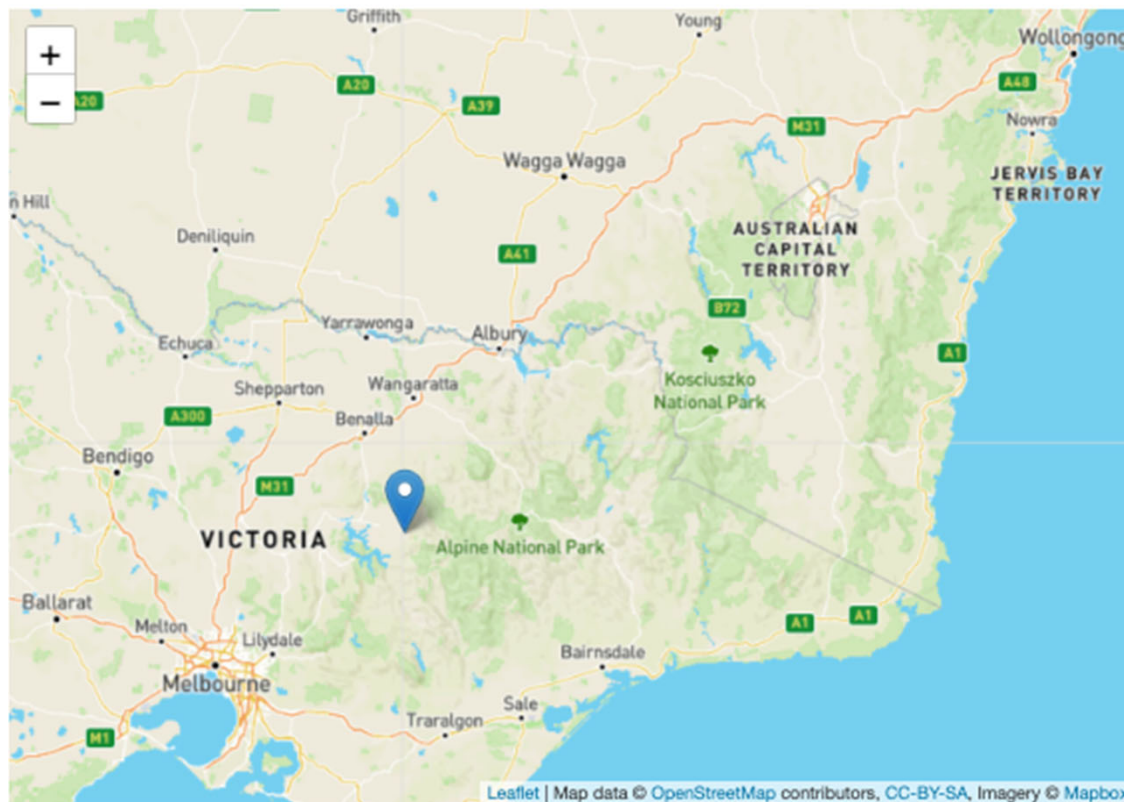 Griffith
Young
Wollongong
+
A20
A48
−
A20
A39
Nowra
M31
Wagga Wagga
JERVIS BAY
TERRITORY
n Hill
AUSTRALIAN
CAPITAL
TERRITORY
Deniliquin
A41
B72
Yarrawonga
Albury
Echuca
A1
Shepparton
Wangaratta
Kosciuszko
National Park
A300
Benalla
Bendigo
M31
VICTORIA
Alpine National Park
Ballarat
A1
A1
Melton
Lilydale
Bairnsdale
Melbourne
Sale
Traralgon
M1
Leaflet | Map data © OpenStreetMap contributors, CC-BY-SA, Imagery © Mapbox